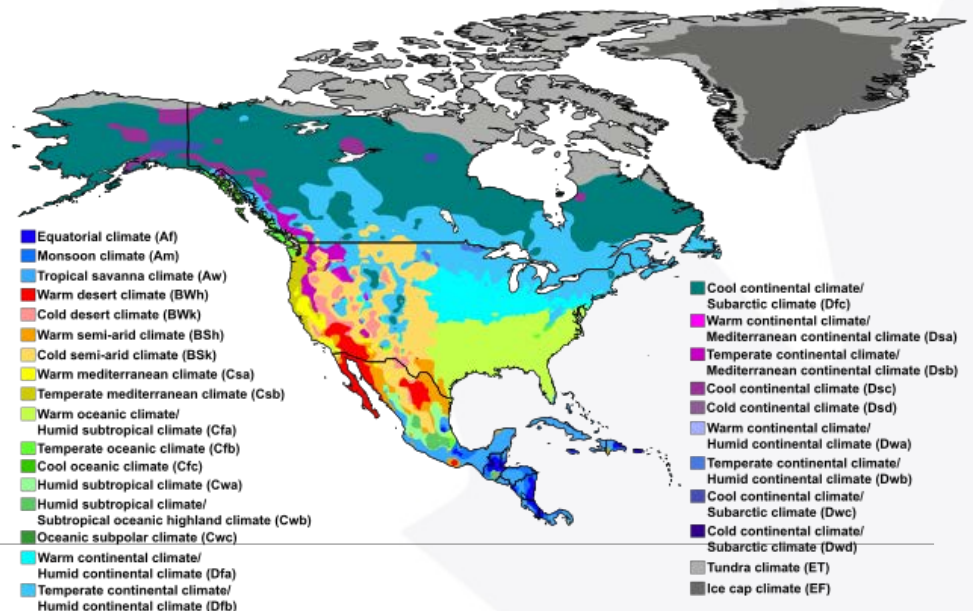 Equatorial climate (Af)
Monsoon climate (Am)
Tropical savanna climate (Aw)
Warm desert climate (BWh)
Cold desert climate (BWk)
Warm semi-arid climate (BSh)
Cold semi-arid climate (BSk)
Warm mediterranean climate (Csa)
Temperate mediterranean climate (Csb)
Warm oceanic climate/
Humid subtropical climate (Cfa)
Temperate oceanic climate (Cfb)
Cool oceanic climate (Cfc)
Humid subtropical climate (Cwa)
Humid subtropical climate/
Subtropical oceanic highland climate (Cwb)
Oceanic subpolar climate (Cwc)
Warm continental climate/
Humid continental climate (Dfa)
Temperate continental climate/
Humid continental climate (Dfb)
Cool continental climate/
Subarctic climate (Dfc)
Warm continental climate/
Mediterranean continental climate (Dsa)
Temperate continental climate/
Mediterranean continental climate (Dsb)
Cool continental climate (Dsc)
Cold continental climate (Dsd)
Warm continental climate/
Humid continental climate (Dwa)
Temperate continental climate/
Humid continental climate (Dwb)
Cool continental climate/
Subarctic climate (Dwc)
Cold continental climate/
Subarctic climate (Dwd)
Tundra climate (ET)
Ice cap climate (EF)